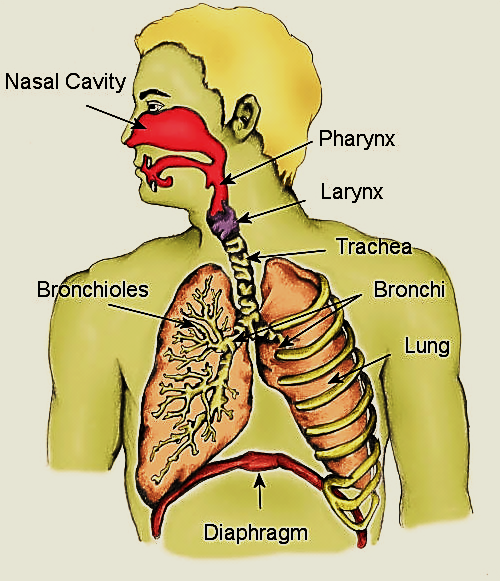 Nasal Cavity
Pharynx
Larynx
Trachea
Bronchioles
Bronchi
Lung
Diaphragm